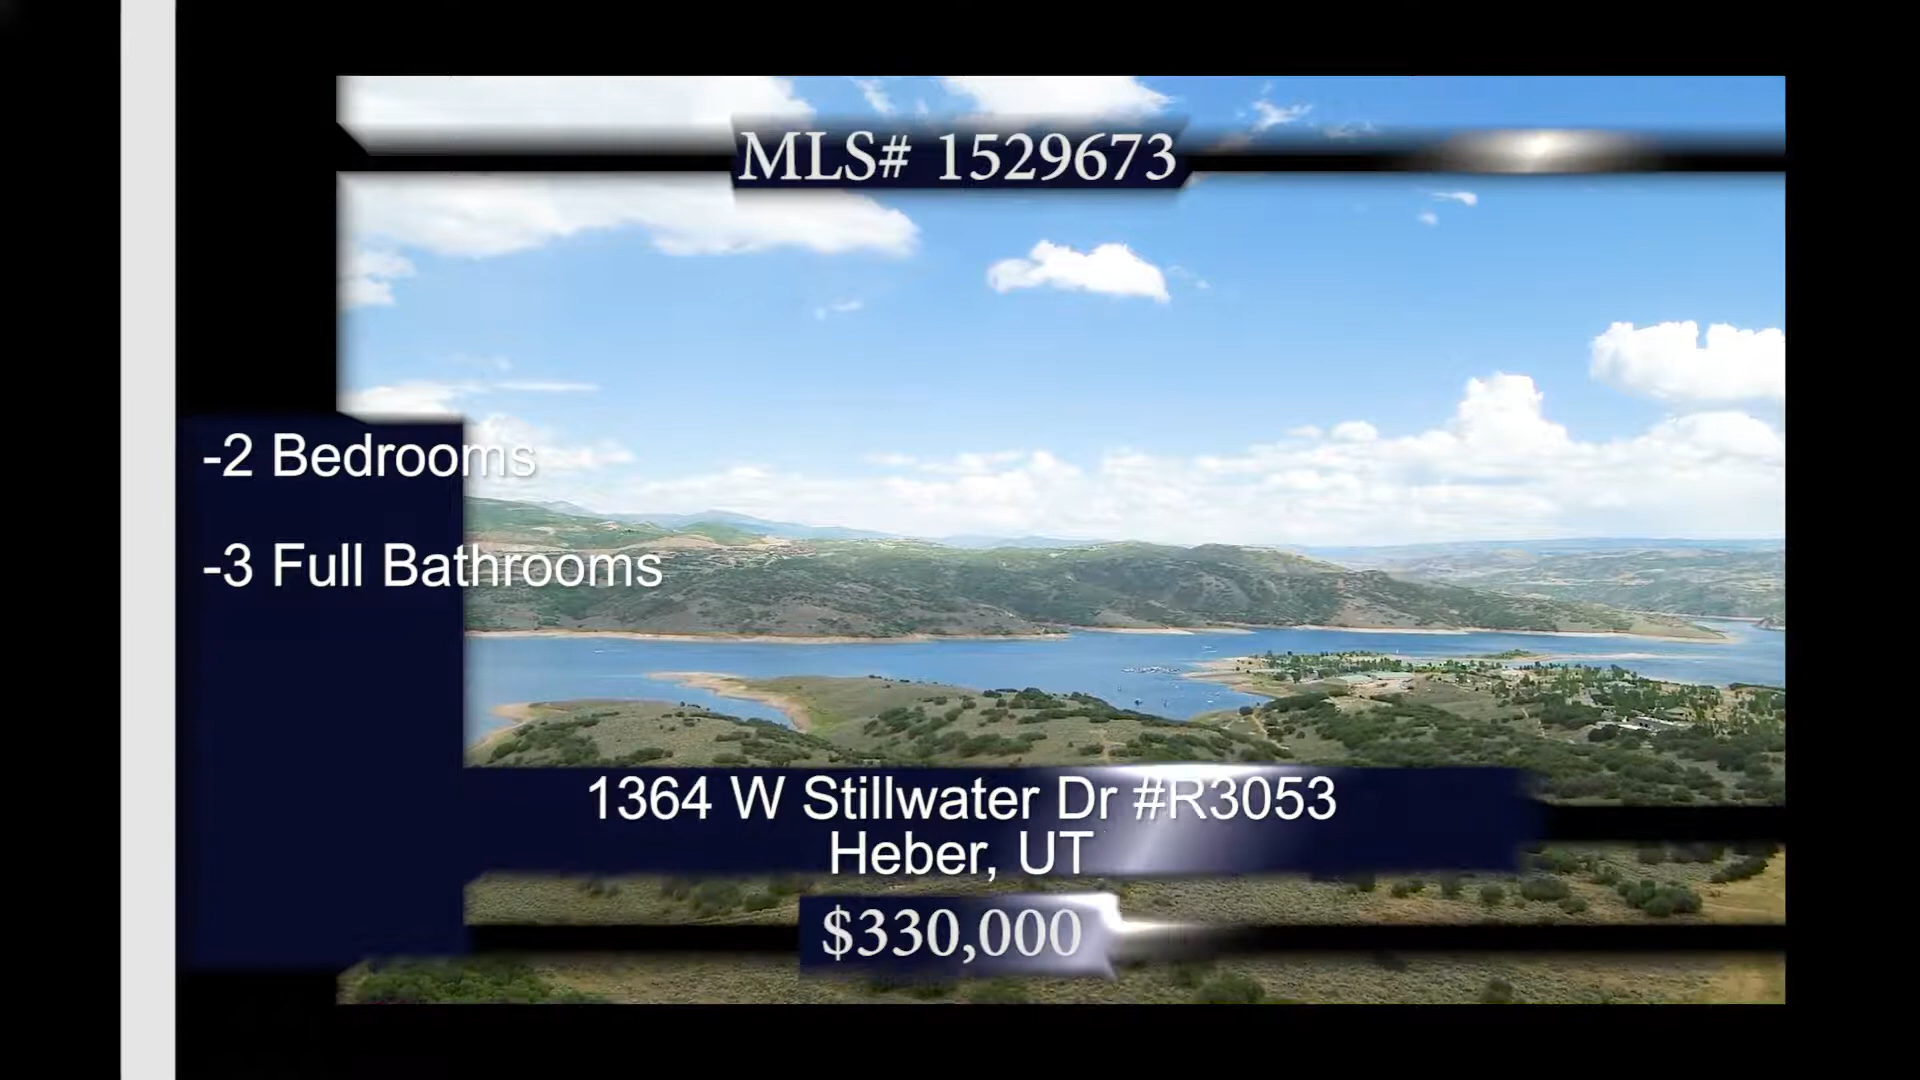 MLS# 1529673
-2 Bedrooms
-3 Full Bathrooms
1364 W Stillwater Dr #R3053
Heber, UT
$330,000